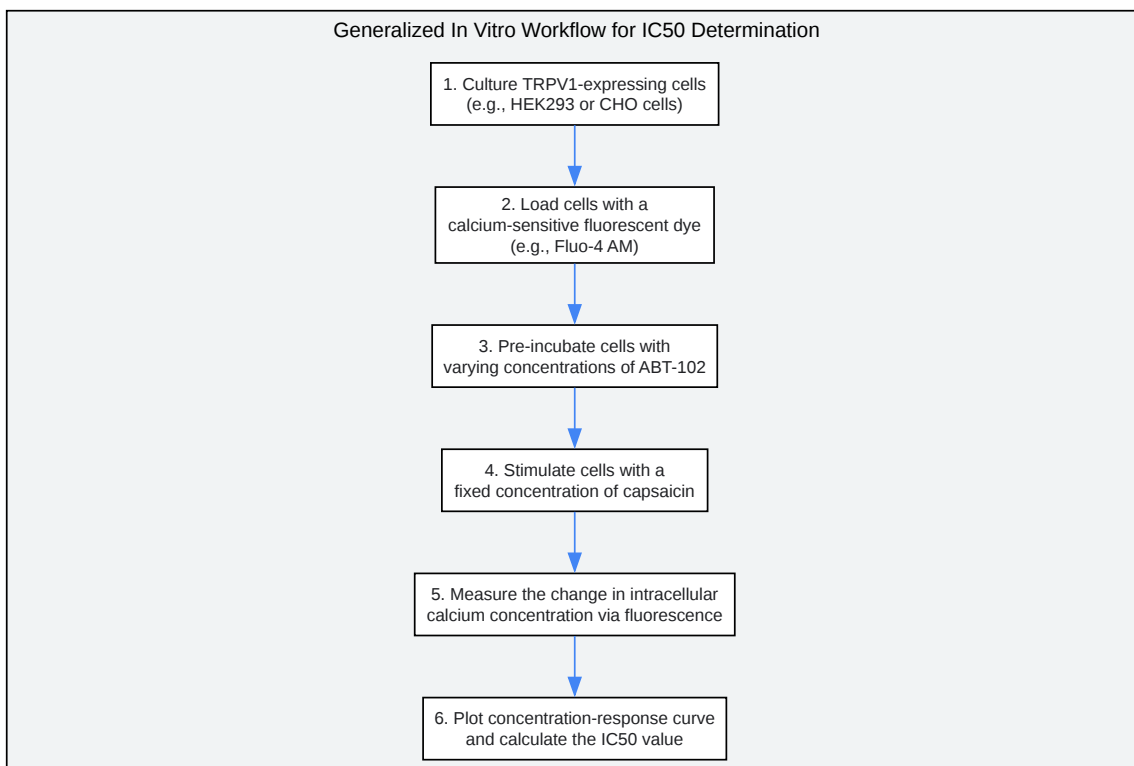 Generalized In Vitro Workflow for IC50 Determination
1. Culture TRPV1-expressing cells
(e.g., HEK293 or CHO cells)
2. Load cells with a
calcium-sensitive fluorescent dye
(e.g., Fluo-4 AM)
3. Pre-incubate cells with
varying concentrations of ABT-102
4. Stimulate cells with a
fixed concentration of capsaicin
5. Measure the change in intracellular
calcium concentration via fluorescence
6. Plot concentration-response curve
and calculate the IC50 value